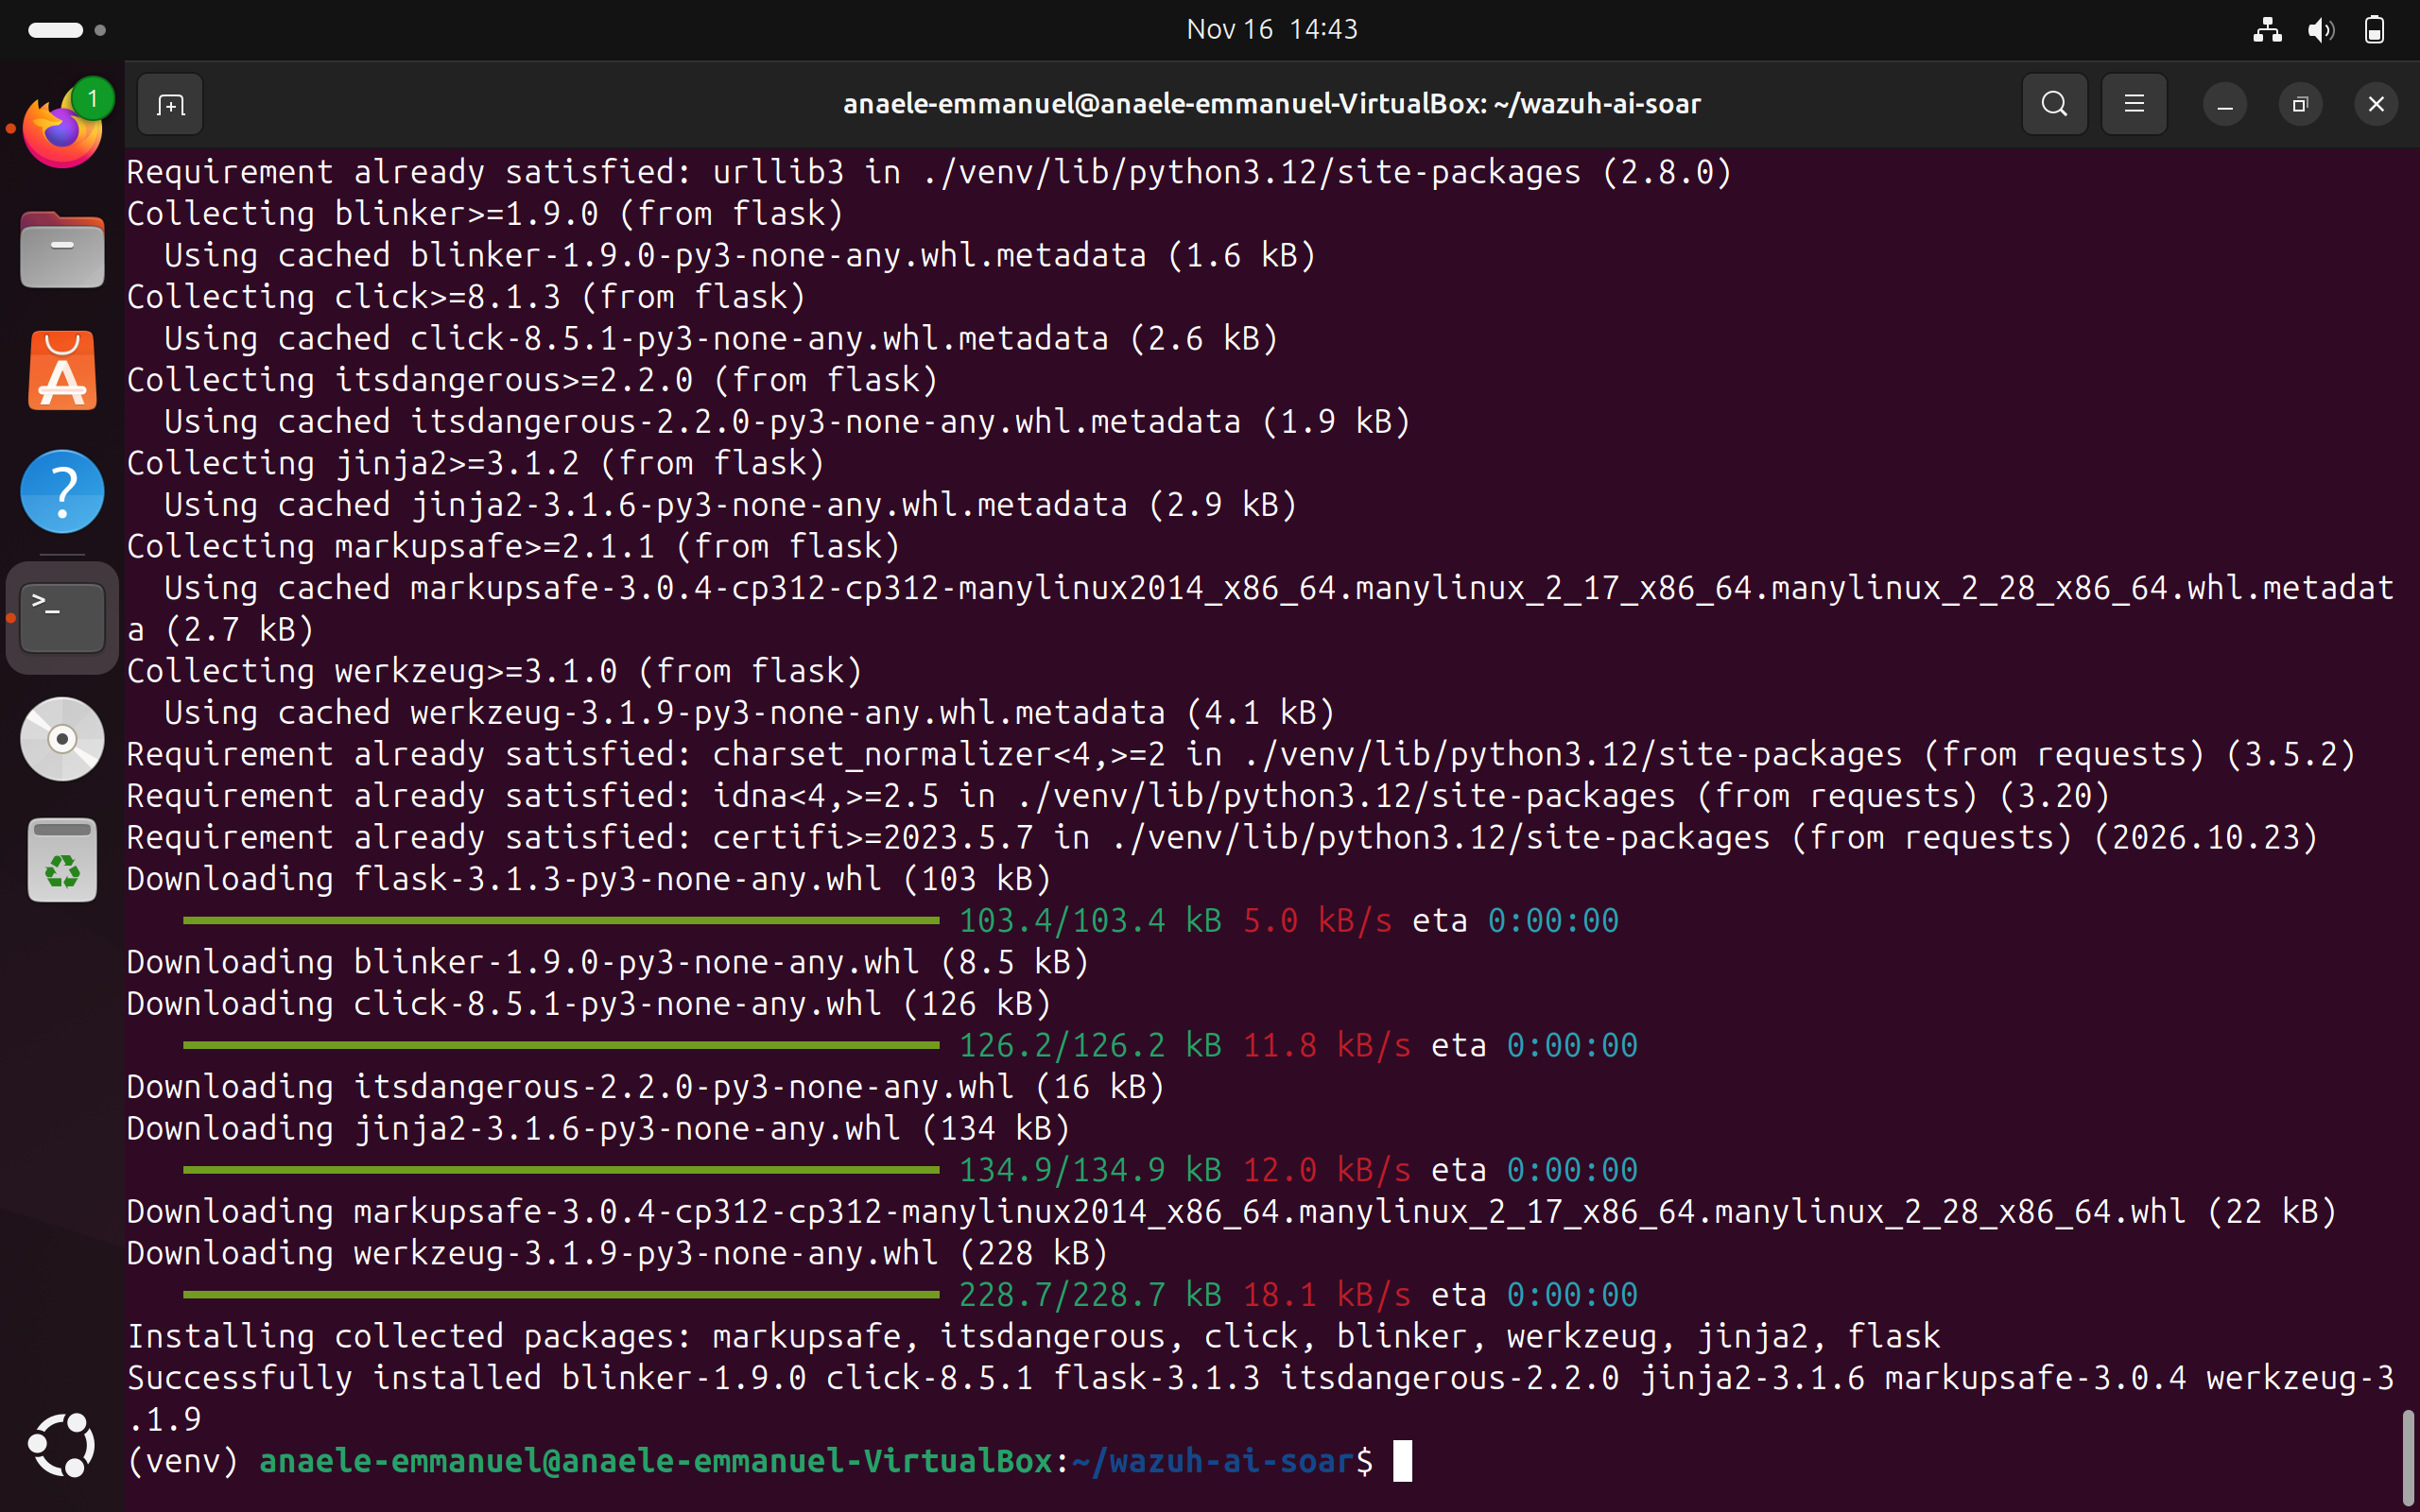 Nov 16 14:43
1
anaele-emmanuel@anaele-emmanuel-VirtualBox: ~/wazuh-ai-soar
Requirement already satisfied: urllib3 in ./venv/lib/python3.12/site-packages (2.8.0)
Collecting blinker>=1.9.0 (from flask)
  Using cached blinker-1.9.0-py3-none-any.whl.metadata (1.6 kB)
Collecting click>=8.1.3 (from flask)
  Using cached click-8.5.1-py3-none-any.whl.metadata (2.6 kB)
Collecting itsdangerous>=2.2.0 (from flask)
  Using cached itsdangerous-2.2.0-py3-none-any.whl.metadata (1.9 kB)
Collecting jinja2>=3.1.2 (from flask)
  Using cached jinja2-3.1.6-py3-none-any.whl.metadata (2.9 kB)
Collecting markupsafe>=2.1.1 (from flask)
  Using cached markupsafe-3.0.4-cp312-cp312-manylinux2014_x86_64.manylinux_2_17_x86_64.manylinux_2_28_x86_64.whl.metadat
a (2.7 kB)
Collecting werkzeug>=3.1.0 (from flask)
  Using cached werkzeug-3.1.9-py3-none-any.whl.metadata (4.1 kB)
Requirement already satisfied: charset_normalizer<4,>=2 in ./venv/lib/python3.12/site-packages (from requests) (3.5.2)
Requirement already satisfied: idna<4,>=2.5 in ./venv/lib/python3.12/site-packages (from requests) (3.20)
Requirement already satisfied: certifi>=2023.5.7 in ./venv/lib/python3.12/site-packages (from requests) (2026.10.23)
Downloading flask-3.1.3-py3-none-any.whl (103 kB)
103.4/103.4 kB 5.0 kB/s eta 0:00:00
Downloading blinker-1.9.0-py3-none-any.whl (8.5 kB)
Downloading click-8.5.1-py3-none-any.whl (126 kB)
126.2/126.2 kB 11.8 kB/s eta 0:00:00
Downloading itsdangerous-2.2.0-py3-none-any.whl (16 kB)
Downloading jinja2-3.1.6-py3-none-any.whl (134 kB)
134.9/134.9 kB 12.0 kB/s eta 0:00:00
Downloading markupsafe-3.0.4-cp312-cp312-manylinux2014_x86_64.manylinux_2_17_x86_64.manylinux_2_28_x86_64.whl (22 kB)
Downloading werkzeug-3.1.9-py3-none-any.whl (228 kB)
228.7/228.7 kB 18.1 kB/s eta 0:00:00
Installing collected packages: markupsafe, itsdangerous, click, blinker, werkzeug, jinja2, flask
Successfully installed blinker-1.9.0 click-8.5.1 flask-3.1.3 itsdangerous-2.2.0 jinja2-3.1.6 markupsafe-3.0.4 werkzeug-3
.1.9
(venv) anaele-emmanuel@anaele-emmanuel-VirtualBox:~/wazuh-ai-soar$